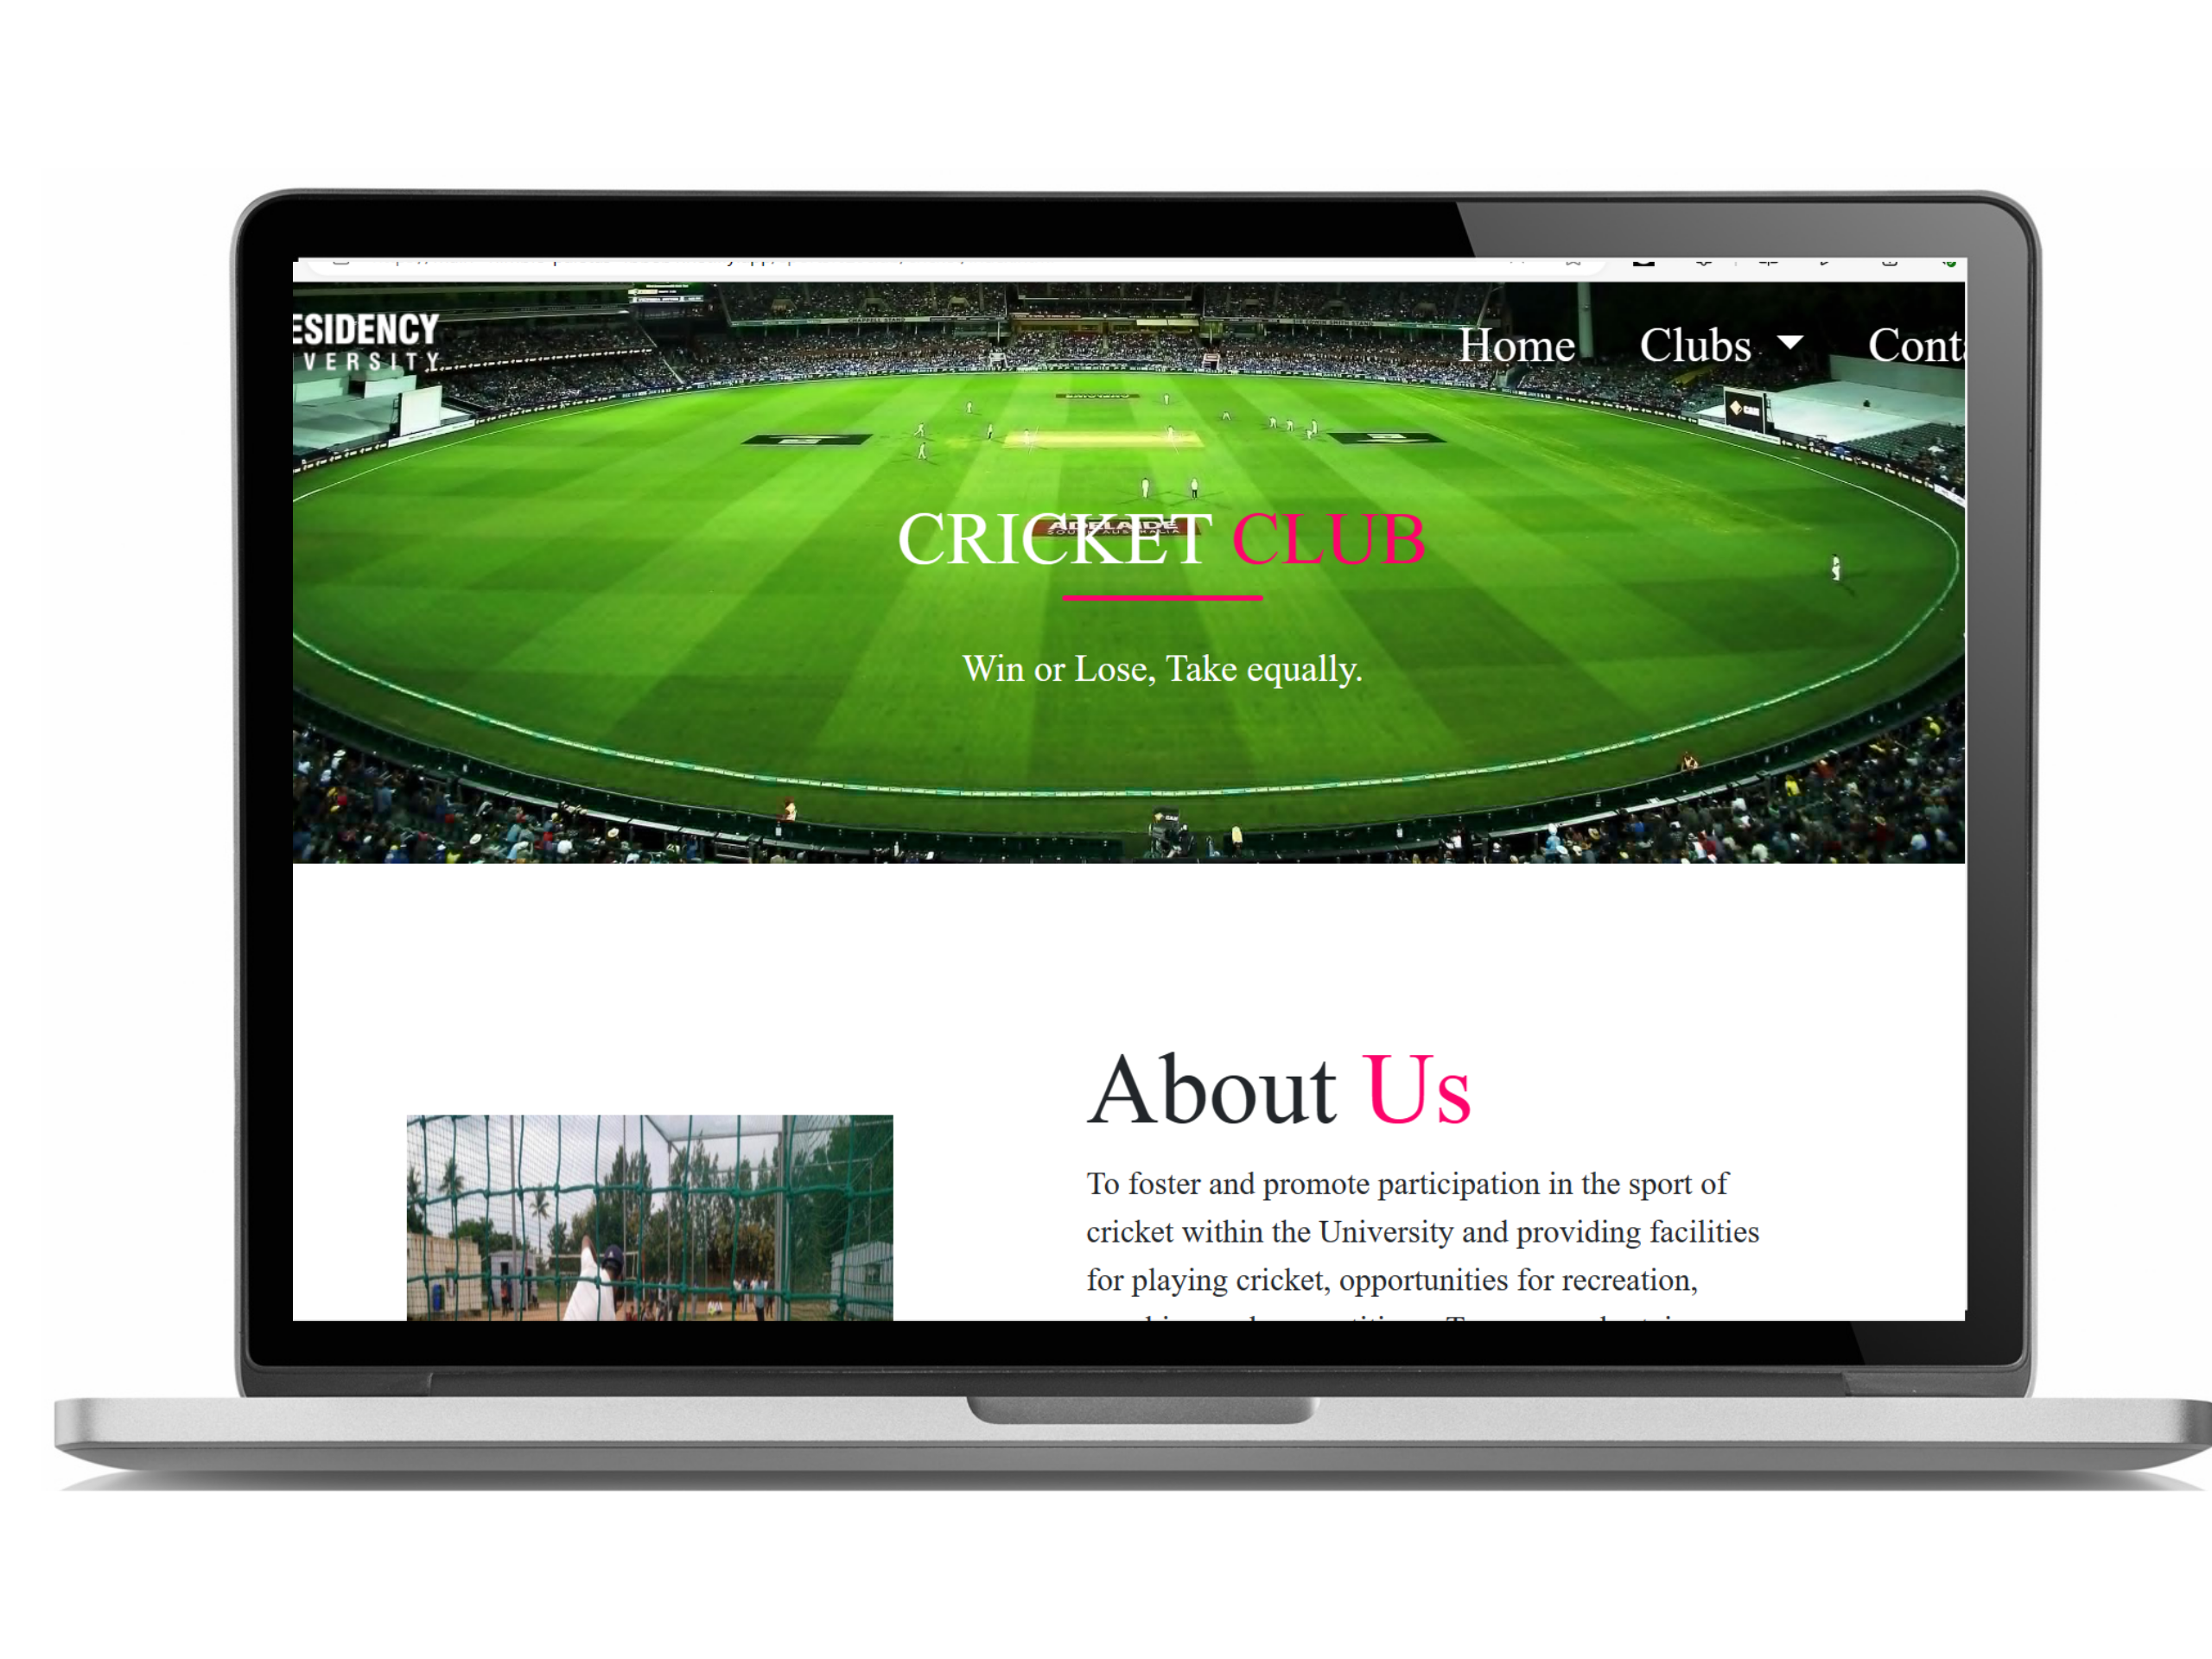 ESIDENCY
VERSITY
Home Clubs Cont
ADELAIDE
CRICKET CLUB
Win or Lose, Take equally.
About Us
To foster and promote participation in the sport of
cricket within the University and providing facilities
for playing cricket, opportunities for recreation,